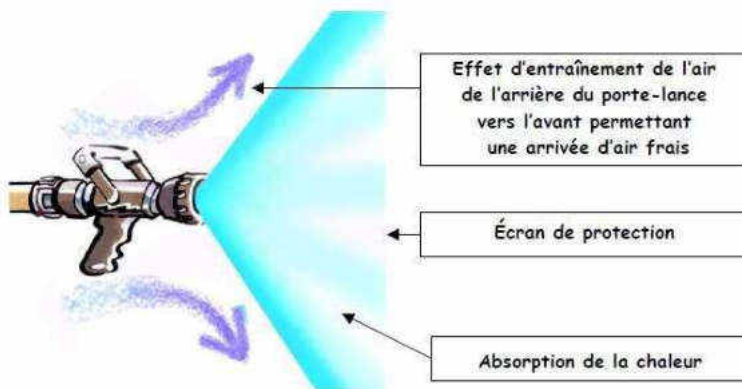 Effet d'entraînement de l'air
de l'arrière du porte-lance
vers l'avant permettant
une arrivée d'air frais
Écran de protection
Absorption de la chaleur